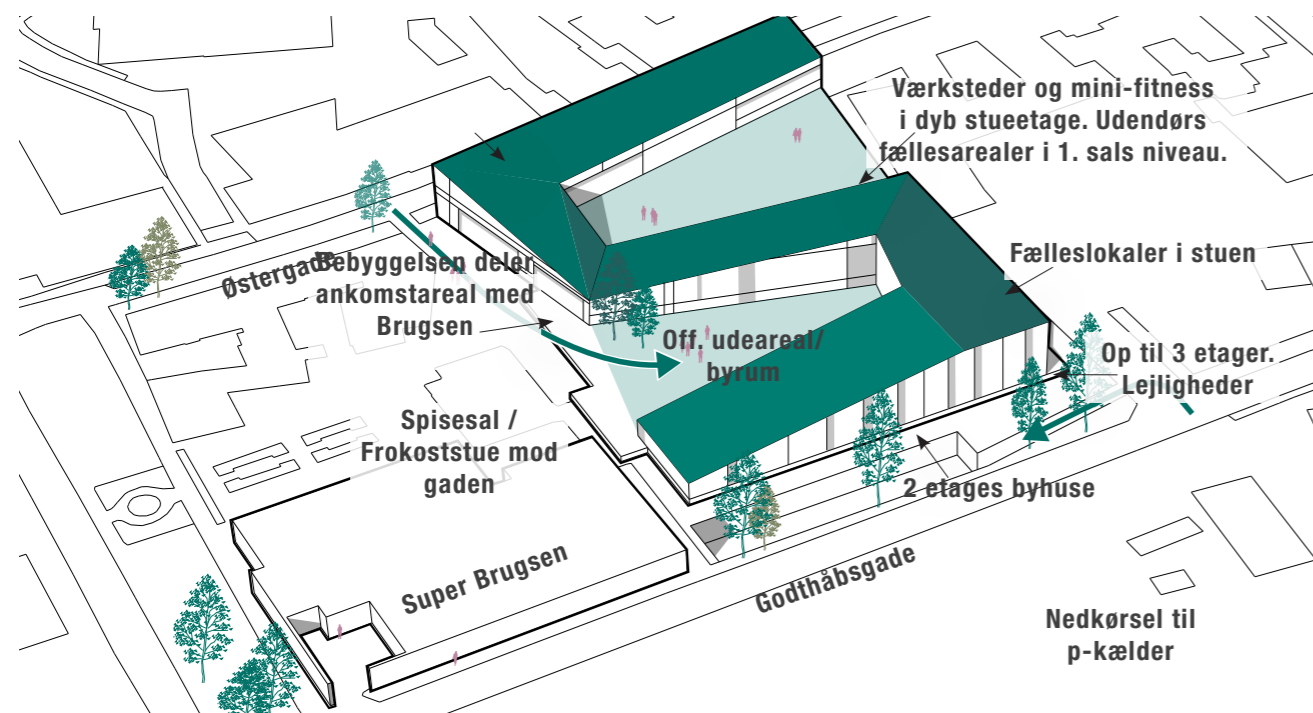 Værksteder og mini-fitness
i dyb stueetage. Udendørs
fællesarealer i 1. sals niveau.
Fælleslokaler i stuen
Østergade
Bebyggelsen deler
ankomstareal med
Brugsen
Off. udeareal/
byrum
Op til 3 etager.
Lejligheder
Spisesal /
Frokoststue mod
gaden
2 etages byhuse
Super Brugsen
Godthåbsgade
Nedkørsel til
p-kælder